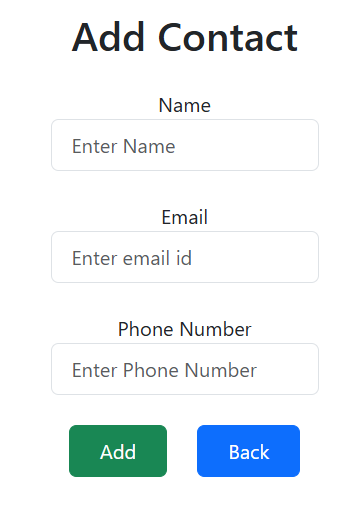 Add Contact
Name
Enter Name
Email
Enter email id
Phone Number
Enter Phone Number
Add Back